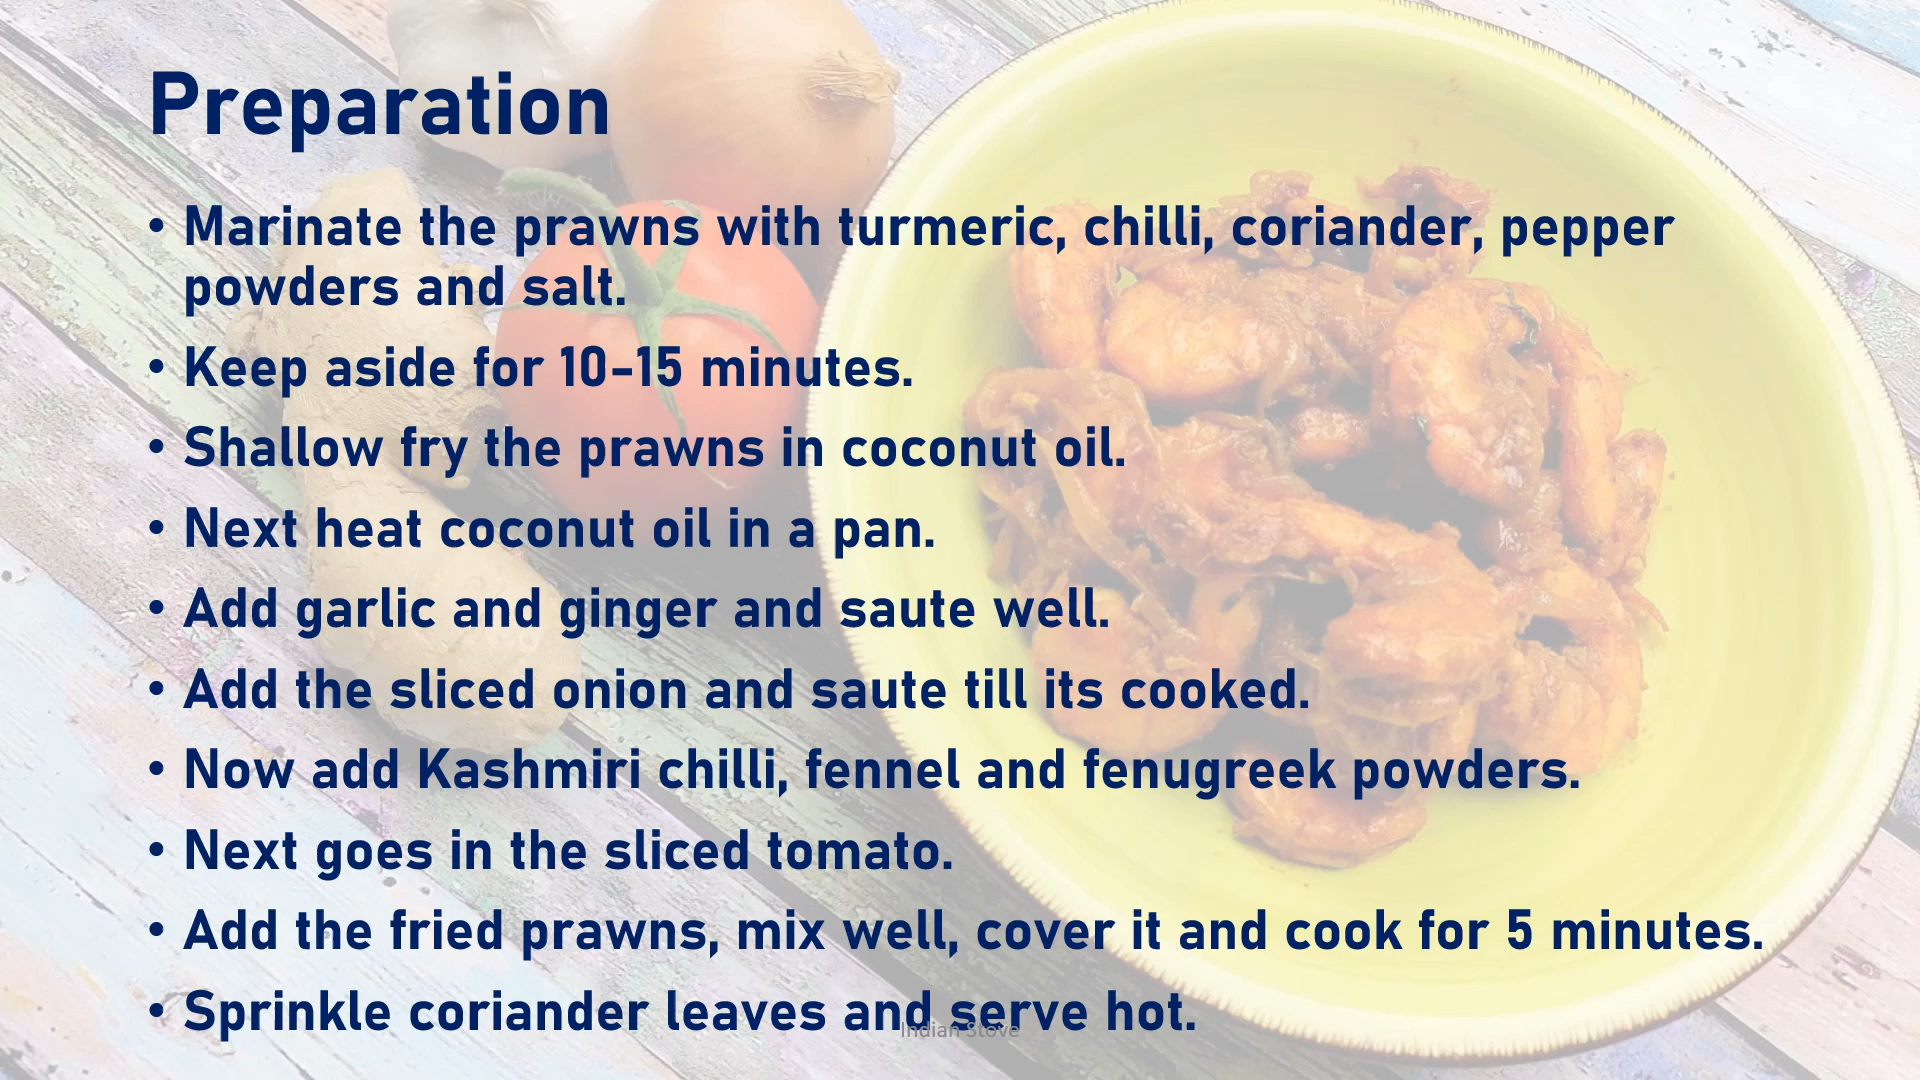 Preparation
• Marinate the prawns with turmeric, chilli, coriander, pepper
powders and salt.
• Keep aside for 10-15 minutes.
• Shallow fry the prawns in coconut oil.
• Next heat coconut oil in a pan.
• Add garlic and ginger and saute well.
• Add the sliced onion and saute till its cooked.
• Now add Kashmiri chilli, fennel and fenugreek powders.
• Next goes in the sliced tomato.
• Add the fried prawns, mix well, cover it and cook for 5 minutes.
• Sprinkle coriander leaves and serve hot.
Indian Stove